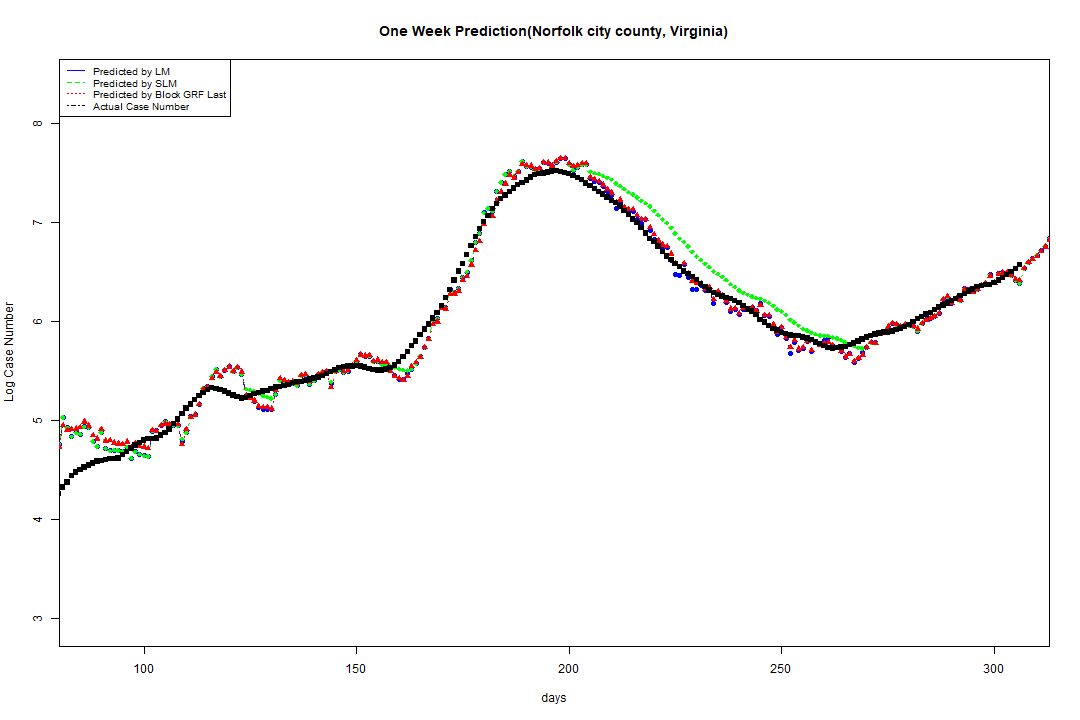 One Week Prediction(Norfolk city county, Virginia)
Predicted by LM
Predicted by SLM
Predicted by Block GRF Last
Actual Case Number
Log Case Number
8
7
6
5
4
3
100 150 200 250 300
days